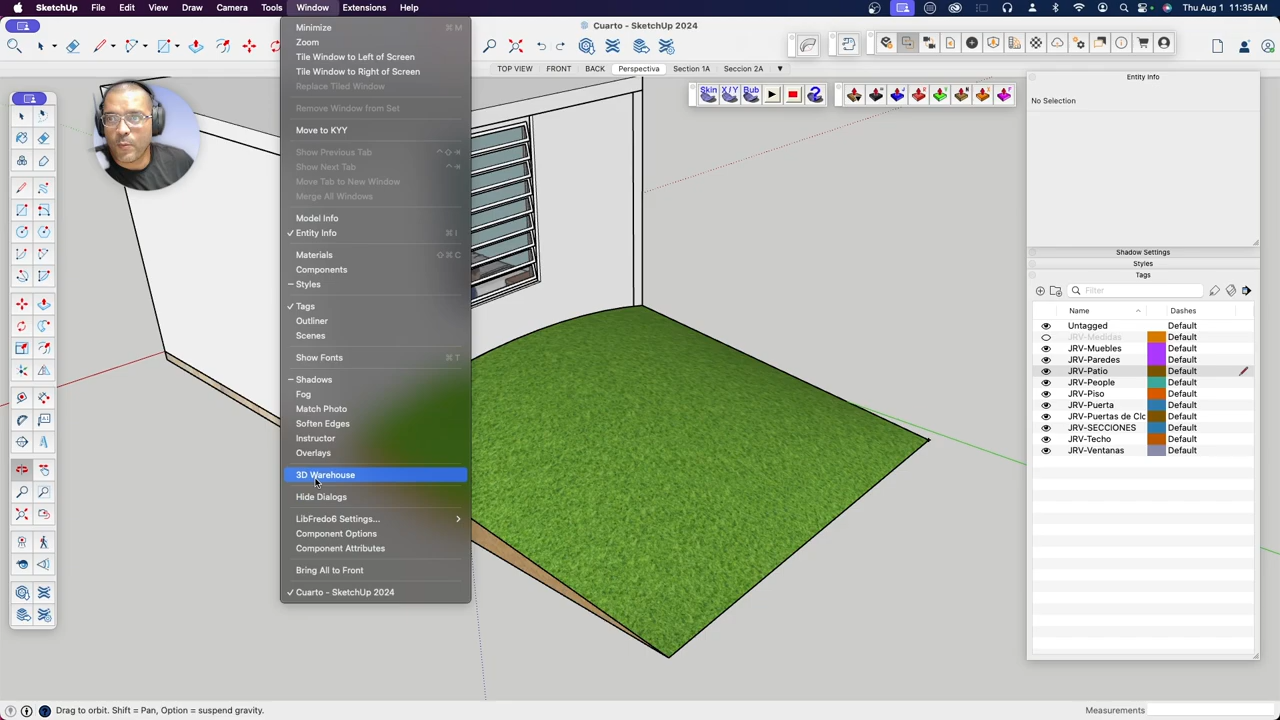 SketchUp File Edit View Draw Camera Tools Window Extensions Help Thu Aug 1 11:35 AM
Cuarto - SketchUp 2024
TOP VIEW FRONT BACK Perspectiva Section 1A Seccion 2A
Skin X/Y Bub
Minimize ⌘ M
Zoom
Tile Window to Left of Screen
Tile Window to Right of Screen
Replace Tiled Window
Remove Window from Set
Move to KYY
Show Previous Tab
Show Next Tab
Move Tab to New Window
Merge All Windows
Model Info
✓ Entity Info ⌘ I
Materials ⇧⌘ C
Components
– Styles
✓ Tags
Outliner
Scenes
Show Fonts ⌘ T
– Shadows
Fog
Match Photo
Soften Edges
Instructor
Overlays
3D Warehouse
Hide Dialogs
LibFredo6 Settings...
Component Options
Component Attributes
Bring All to Front
✓ Cuarto - SketchUp 2024
Entity Info
No Selection
Shadow Settings
Styles
Tags
Filter
Name Dashes
Untagged Default
JRV-Medidas Default
JRV-Muebles Default
JRV-Paredes Default
JRV-Patio Default
JRV-People Default
JRV-Piso Default
JRV-Puerta Default
JRV-Puertas de Clo Default
JRV-SECCIONES Default
JRV-Techo Default
JRV-Ventanas Default
Drag to orbit. Shift = Pan, Option = suspend gravity.
Measurements